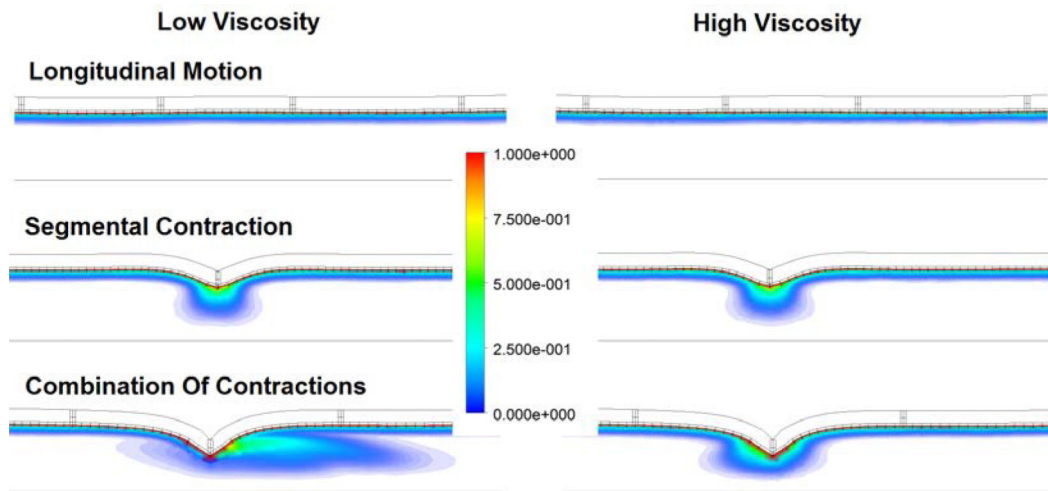 Low Viscosity
High Viscosity
Longitudinal Motion
1.000e+000
7.500e-001
5.000e-001
2.500e-001
0.000e+000
Segmental Contraction
Combination Of Contractions